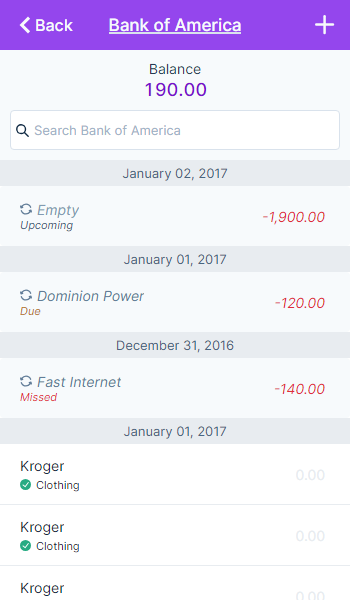 Back
Bank of America
Balance
190.00
Search Bank of America
January 02, 2017
Empty
-1,900.00
Upcoming
January 01, 2017
Dominion Power
-120.00
Due
December 31, 2016
Fast Internet
-140.00
Missed
January 01, 2017
Kroger
0.00
Clothing
Kroger
0.00
Clothing
Kroger
0.00